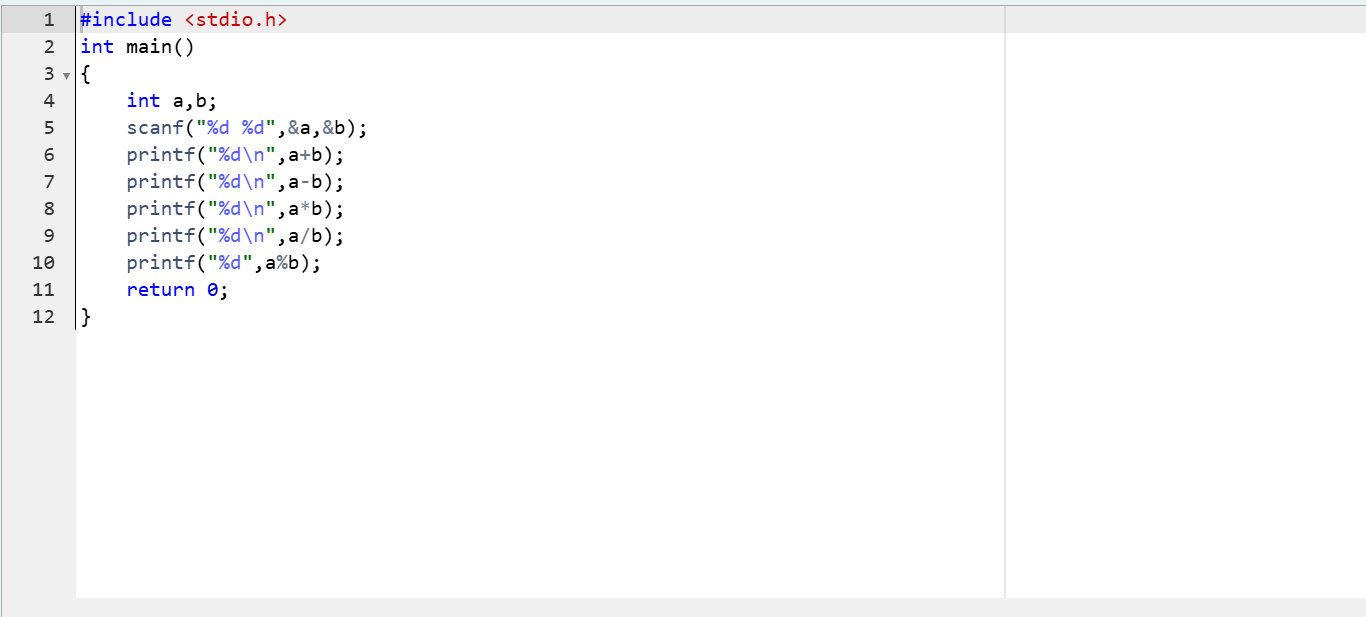 1 #include <stdio.h>
2 int main()
3 {
4     int a,b;
5     scanf("%d %d",&a,&b);
6     printf("%d\n",a+b);
7     printf("%d\n",a-b);
8     printf("%d\n",a*b);
9     printf("%d\n",a/b);
10     printf("%d",a%b);
11     return 0;
12 }